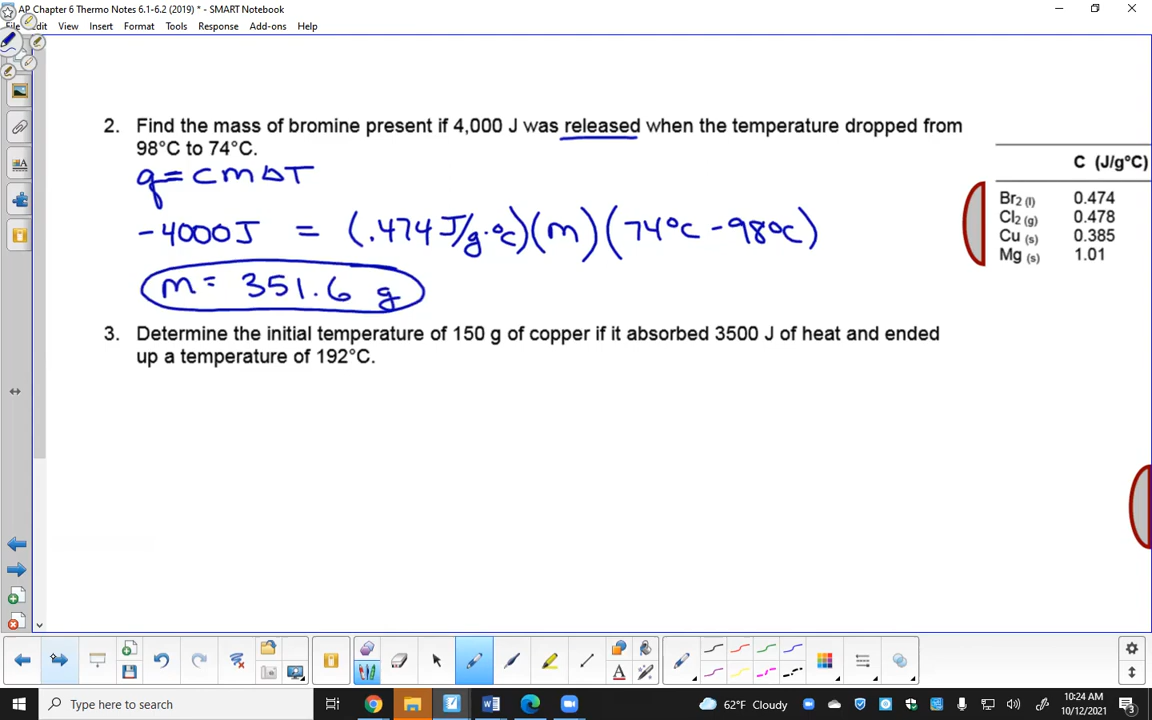 AP Chapter 6 Thermo Notes 6.1-6.2 (2019) * - SMART Notebook
File Edit View Insert Format Tools Response Add-ons Help
2. Find the mass of bromine present if 4,000 J was released when the temperature dropped from
98°C to 74°C.
q = CmΔT
-4000J = (.474 J/g·°C)(m)(74°C - 98°C)
m = 351.6 g
C (J/g°C)
Br2 (l) 0.474
Cl2 (g) 0.478
Cu (s) 0.385
Mg (s) 1.01
3. Determine the initial temperature of 150 g of copper if it absorbed 3500 J of heat and ended
up a temperature of 192°C.
Type here to search
62°F Cloudy
10:24 AM
10/12/2021
3